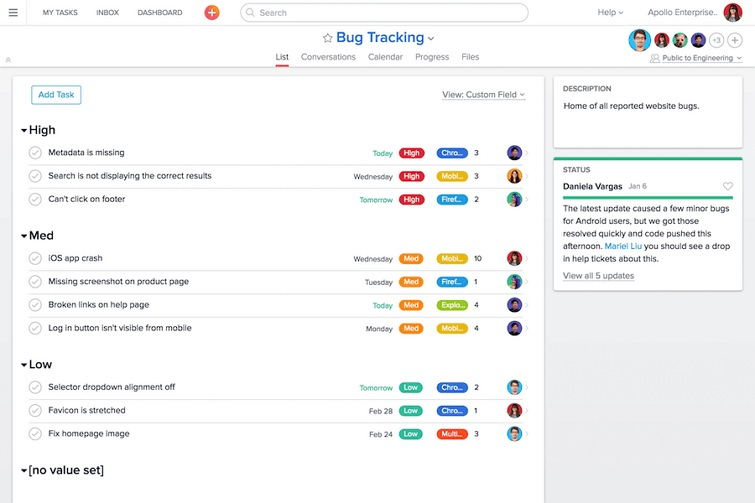 MY TASKS INBOX DASHBOARD Search Help Apollo Enterprise..
Bug Tracking
+3
List Conversations Calendar Progress Files
Public to Engineering
Add Task View: Custom Field
High
Metadata is missing Today High Chro... 3
Search is not displaying the correct results Wednesday High Mobi... 3
Can't click on footer Tomorrow High Firef... 2
Med
iOS app crash Wednesday Med Mobi... 10
Missing screenshot on product page Tuesday Med Firef... 1
Broken links on help page Today Med Explo... 4
Log in button isn't visible from mobile Monday Med Mobi... 4
Low
Selector dropdown alignment off Tomorrow Low Chro... 2
Favicon is stretched Feb 28 Low Chro... 1
Fix homepage image Feb 24 Low Multi... 3
[no value set]
DESCRIPTION
Home of all reported website bugs.
STATUS
Daniela Vargas Jan 6
The latest update caused a few minor bugs
for Android users, but we got those
resolved quickly and code pushed this
afternoon. Mariel Liu you should see a drop
in help tickets about this.
View all 5 updates